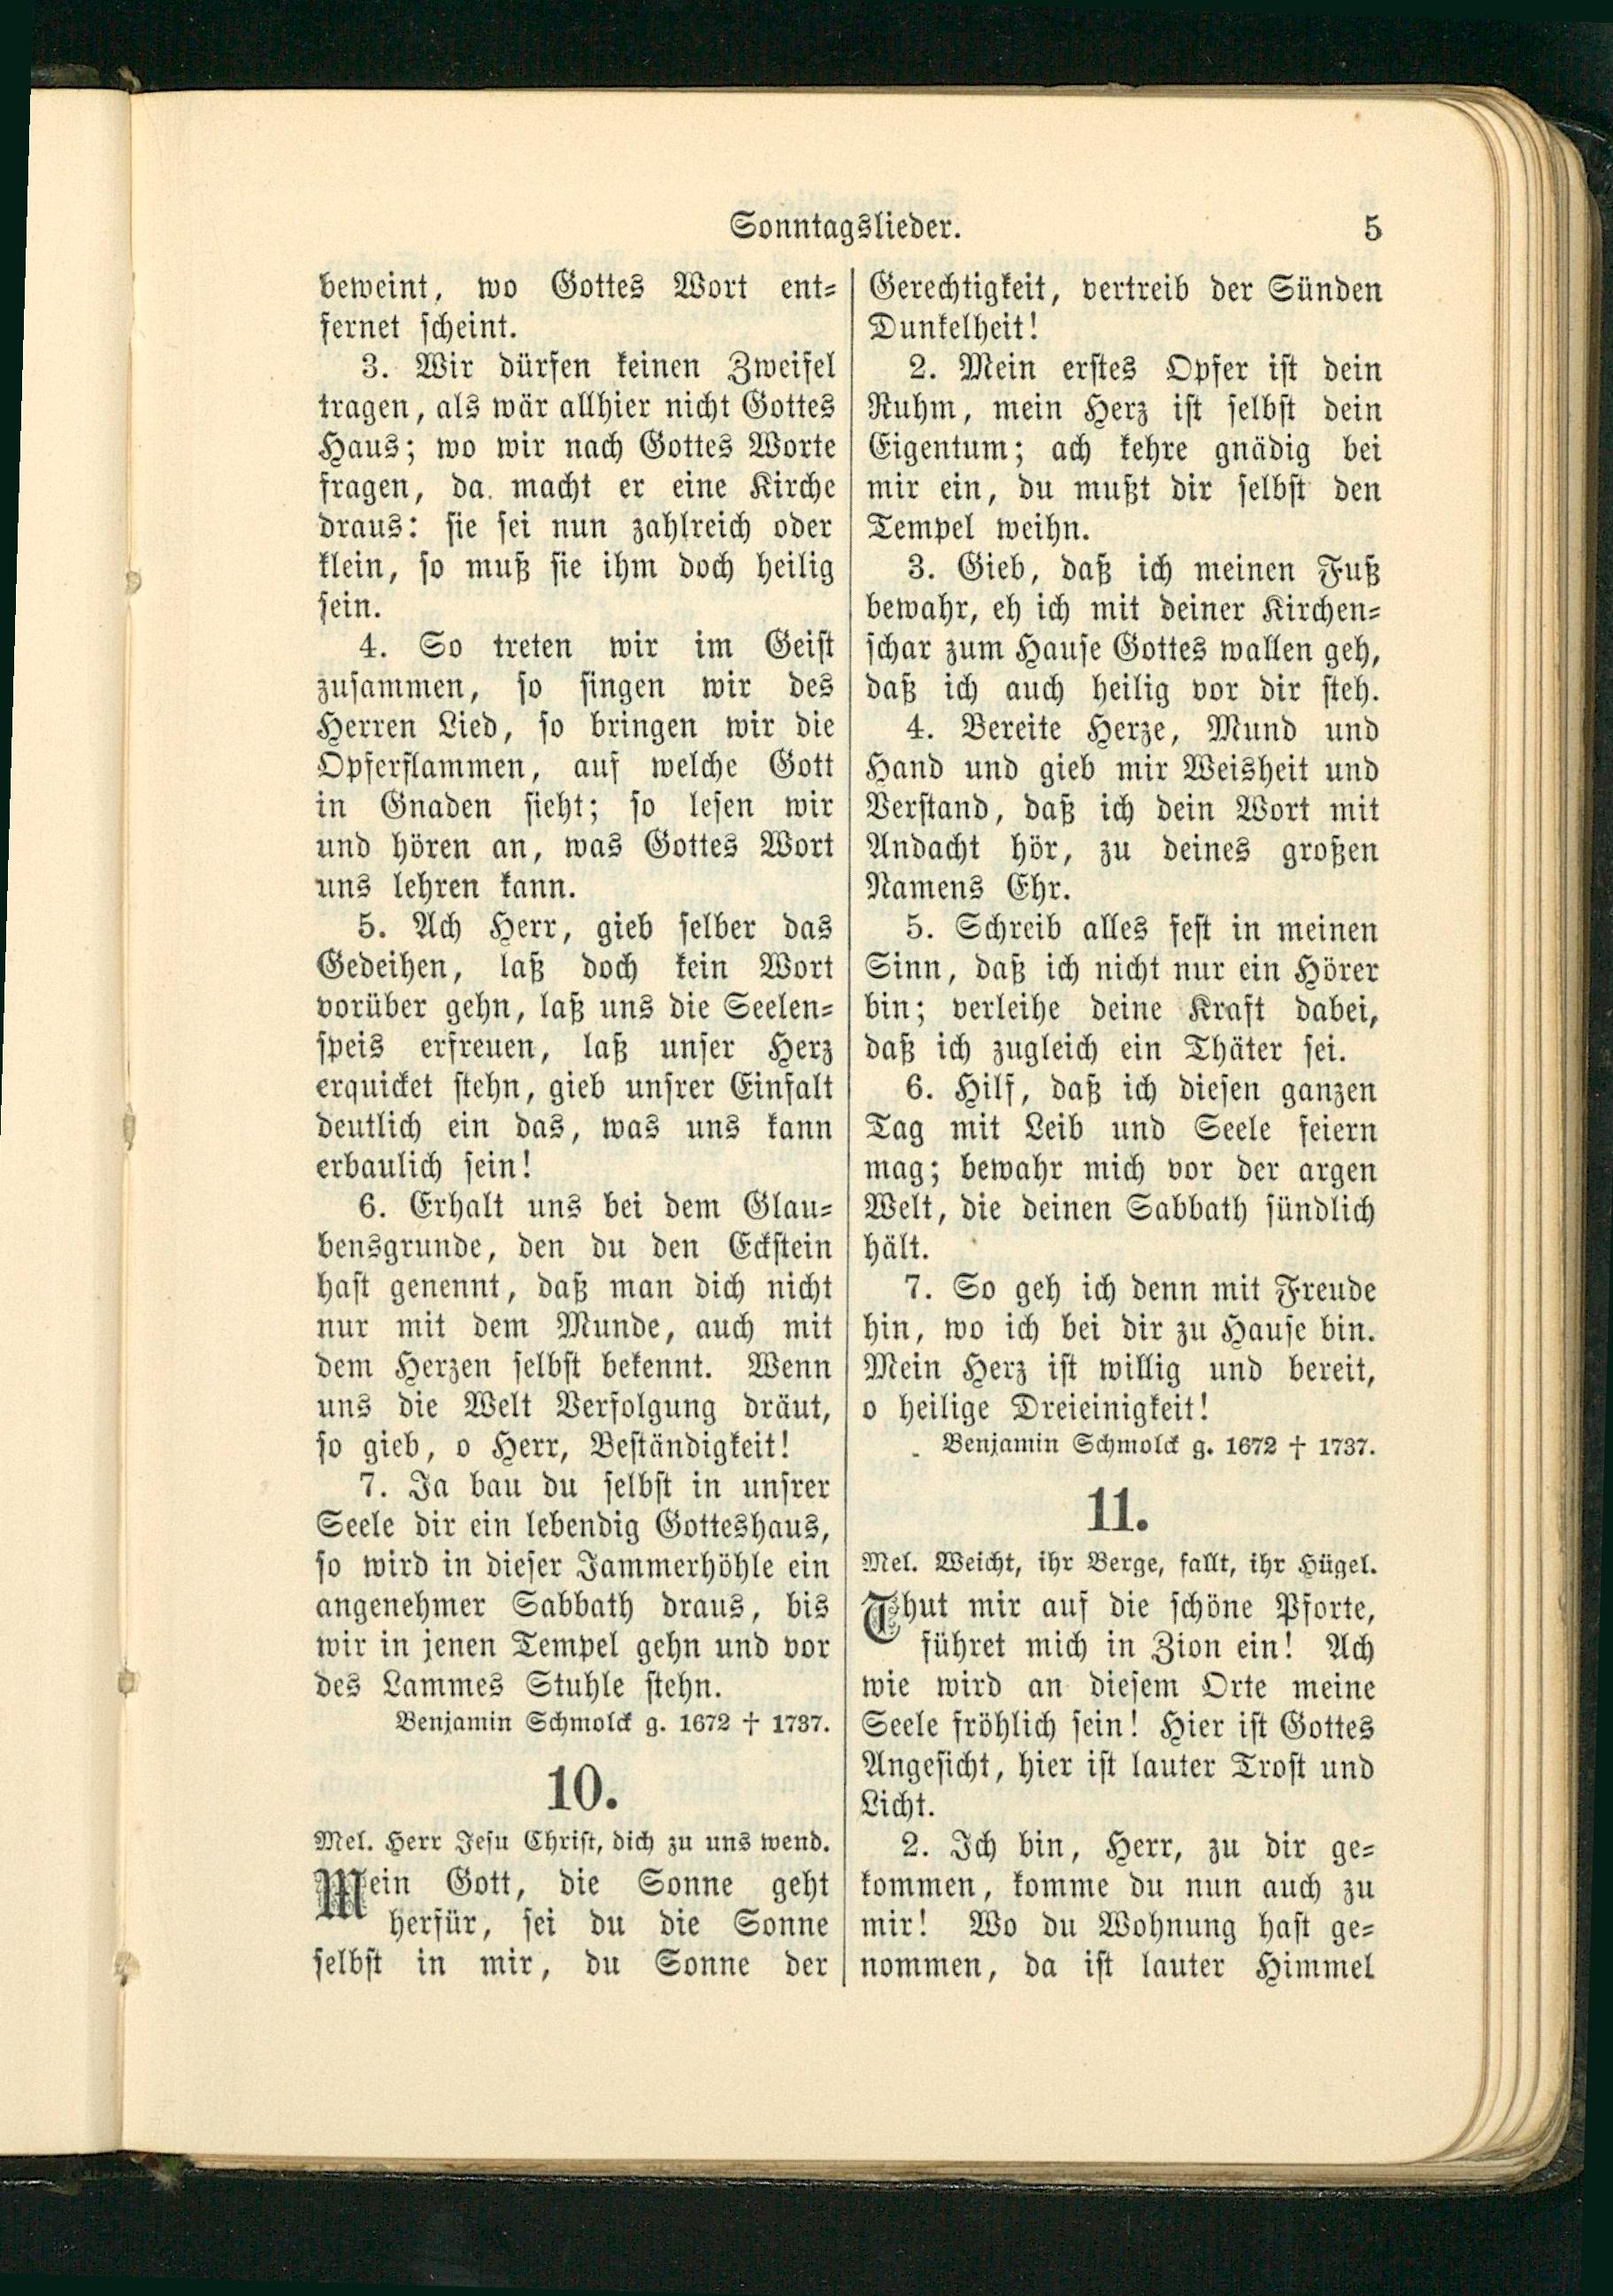 Sonntagslieder. 5
beweint, wo Gottes Wort ent-
fernet scheint.
3. Wir dürfen keinen Zweifel
tragen, als wär allhier nicht Gottes
Haus; wo wir nach Gottes Worte
fragen, da macht er eine Kirche
draus: sie sei nun zahlreich oder
klein, so muß sie ihm doch heilig
sein.
4. So treten wir im Geist
zusammen, so singen wir des
Herren Lied, so bringen wir die
Opferflammen, auf welche Gott
in Gnaden sieht; so lesen wir
und hören an, was Gottes Wort
uns lehren kann.
5. Ach Herr, gieb selber das
Gedeihen, laß doch kein Wort
vorüber gehn, laß uns die Seelen-
speis erfreuen, laß unser Herz
erquicket stehn, gieb unsrer Einfalt
deutlich ein das, was uns kann
erbaulich sein!
6. Erhalt uns bei dem Glau-
bensgrunde, den du den Eckstein
hast genennt, daß man dich nicht
nur mit dem Munde, auch mit
dem Herzen selbst bekennt. Wenn
uns die Welt Verfolgung dräut,
so gieb, o Herr, Beständigkeit!
7. Ja bau du selbst in unsrer
Seele dir ein lebendig Gotteshaus,
so wird in dieser Jammerhöhle ein
angenehmer Sabbath draus, bis
wir in jenen Tempel gehn und vor
des Lammes Stuhle stehn.
Benjamin Schmolck g. 1672 † 1737.
10.
Mel. Herr Jesu Christ, dich zu uns wend.
Mein Gott, die Sonne geht
herfür, sei du die Sonne
selbst in mir, du Sonne der
Gerechtigkeit, vertreib der Sünden
Dunkelheit!
2. Mein erstes Opfer ist dein
Ruhm, mein Herz ist selbst dein
Eigentum; ach kehre gnädig bei
mir ein, du mußt dir selbst den
Tempel weihn.
3. Gieb, daß ich meinen Fuß
bewahr, eh ich mit deiner Kirchen-
schar zum Hause Gottes wallen geh,
daß ich auch heilig vor dir steh.
4. Bereite Herze, Mund und
Hand und gieb mir Weisheit und
Verstand, daß ich dein Wort mit
Andacht hör, zu deines großen
Namens Ehr.
5. Schreib alles fest in meinen
Sinn, daß ich nicht nur ein Hörer
bin; verleihe deine Kraft dabei,
daß ich zugleich ein Thäter sei.
6. Hilf, daß ich diesen ganzen
Tag mit Leib und Seele feiern
mag; bewahr mich vor der argen
Welt, die deinen Sabbath sündlich
hält.
7. So geh ich denn mit Freude
hin, wo ich bei dir zu Hause bin.
Mein Herz ist willig und bereit,
o heilige Dreieinigkeit!
Benjamin Schmolck g. 1672 † 1737.
11.
Mel. Weicht, ihr Berge, fallt, ihr Hügel.
Thut mir auf die schöne Pforte,
führet mich in Zion ein! Ach
wie wird an diesem Orte meine
Seele fröhlich sein! Hier ist Gottes
Angesicht, hier ist lauter Trost und
Licht.
2. Ich bin, Herr, zu dir ge-
kommen, komme du nun auch zu
mir! Wo du Wohnung hast ge-
nommen, da ist lauter Himmel